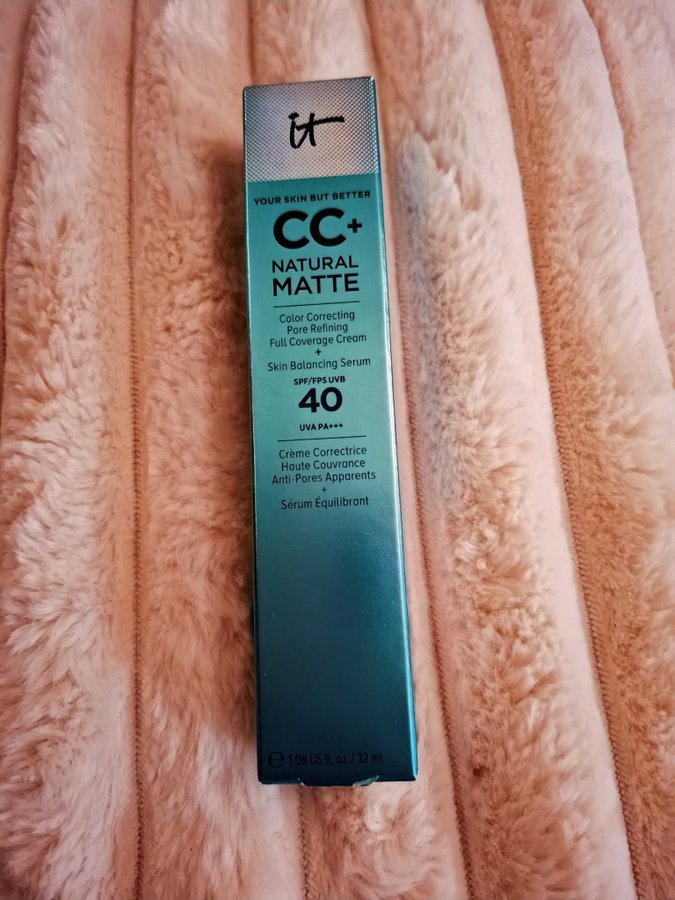 it
YOUR SKIN BUT BETTER
CC+
NATURAL
MATTE
Color Correcting
Pore Refining
Full Coverage Cream
+
Skin Balancing Serum
SPF/FPS UVB
40
UVA PA+++
Crème Correctrice
Haute Couvrance
Anti-Pores Apparents
+
Sérum Équilibrant
℮ 1.08 US fl. oz. / 32 ml